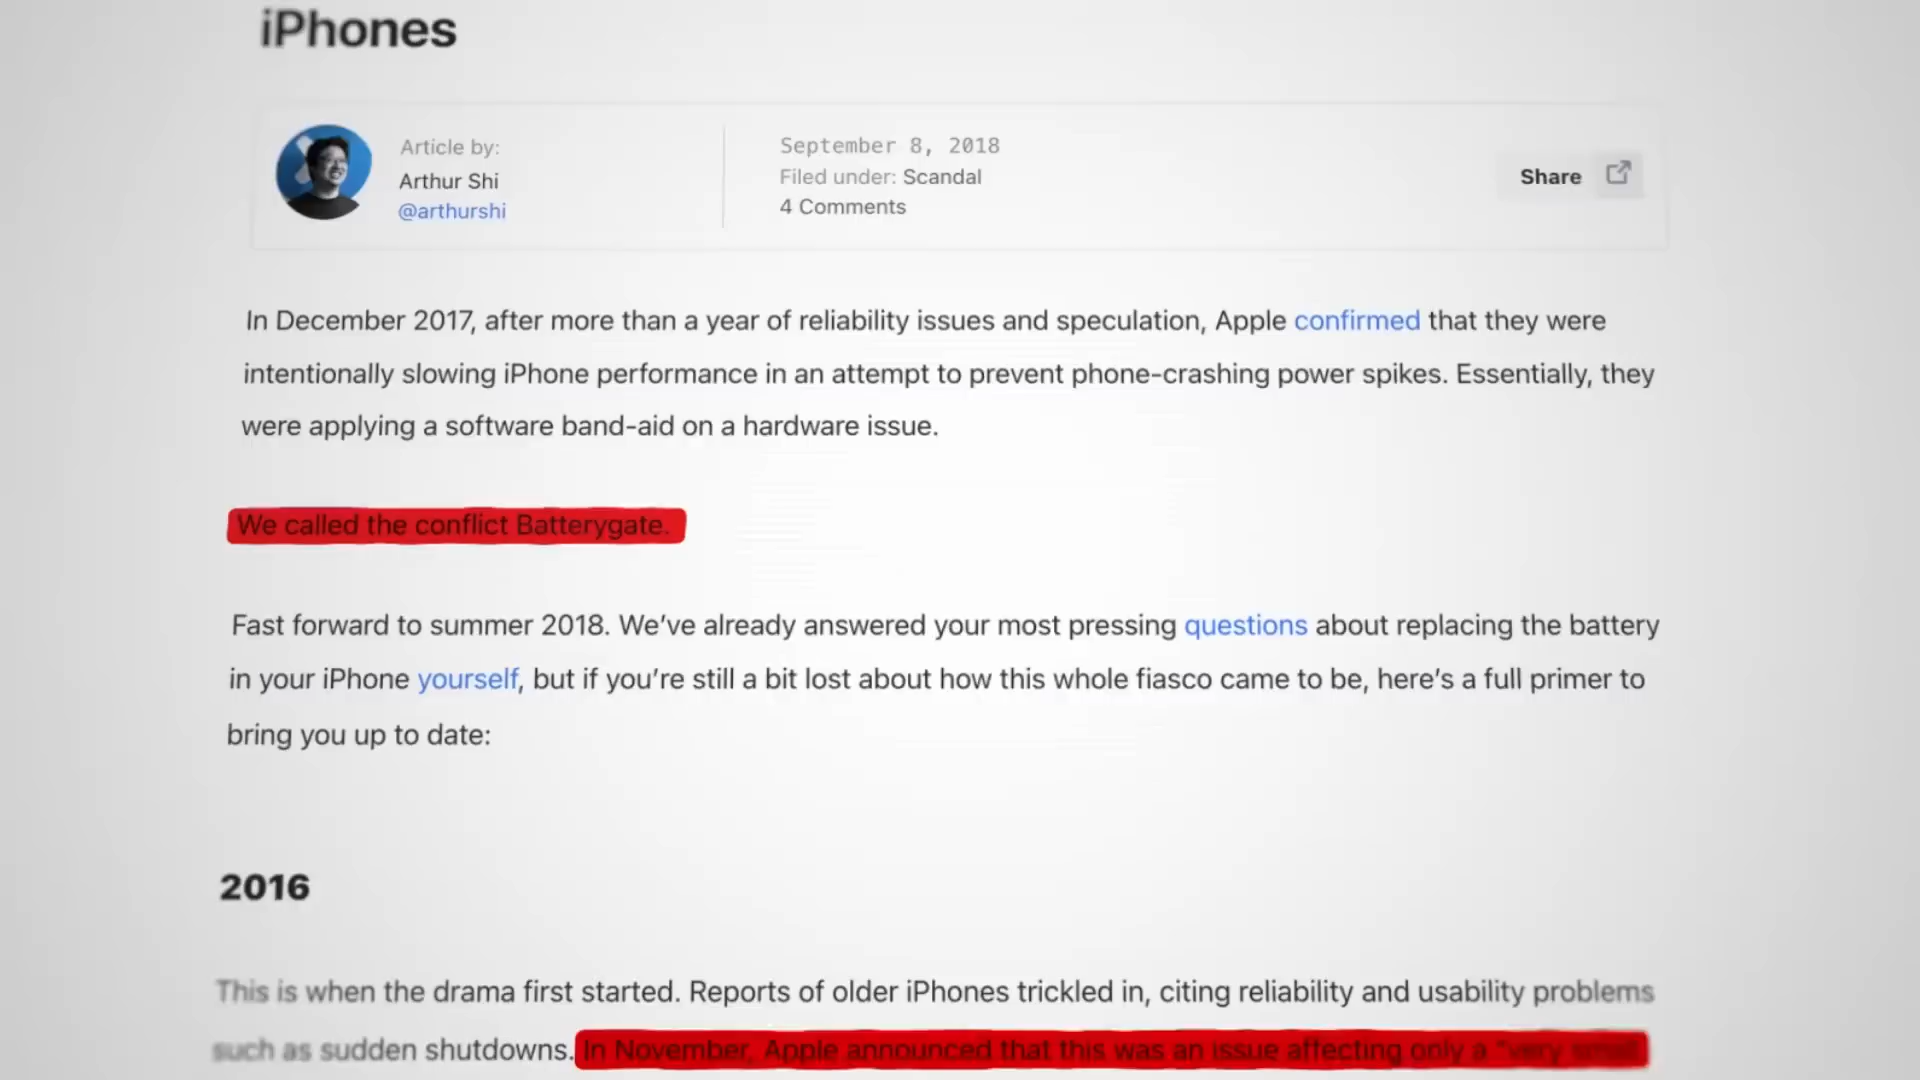 iPhones
Article by:
Arthur Shi
@arthurshi
September 8, 2018
Filed under: Scandal
4 Comments
Share
In December 2017, after more than a year of reliability issues and speculation, Apple confirmed that they were
intentionally slowing iPhone performance in an attempt to prevent phone-crashing power spikes. Essentially, they
were applying a software band-aid on a hardware issue.
We called the conflict Batterygate.
Fast forward to summer 2018. We’ve already answered your most pressing questions about replacing the battery
in your iPhone yourself, but if you’re still a bit lost about how this whole fiasco came to be, here’s a full primer to
bring you up to date:
2016
This is when the drama first started. Reports of older iPhones trickled in, citing reliability and usability problems
such as sudden shutdowns. In November, Apple announced that this was an issue affecting only a “very small